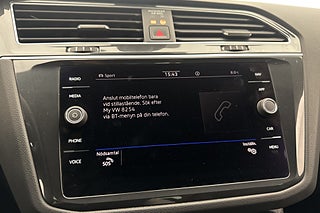 RADIO
MEDIA
PHONE
VOICE
Sport
15:43
NAV
APP
CAR
MENU
Anslut mobiltelefon bara
vid stillastående. Sök efter
My VW 8254
via BT-menyn på din telefon.
Nödsamtal
SOS
Inställn.